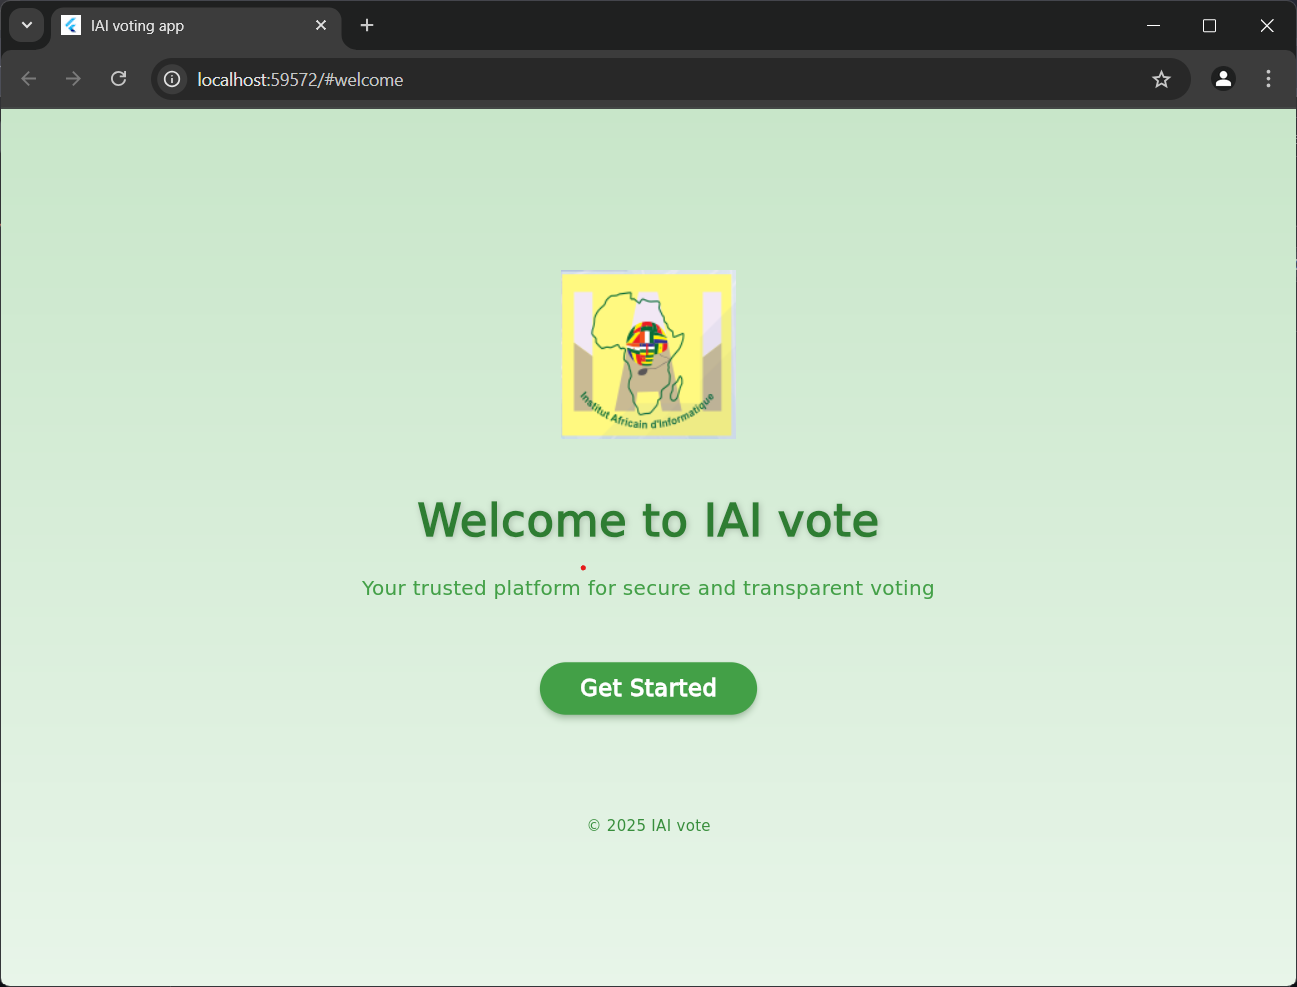 IAI voting app
localhost:59572/#welcome
IAI
Institut Africain d'Informatique
Welcome to IAI vote
Your trusted platform for secure and transparent voting
Get Started
© 2025 IAI vote